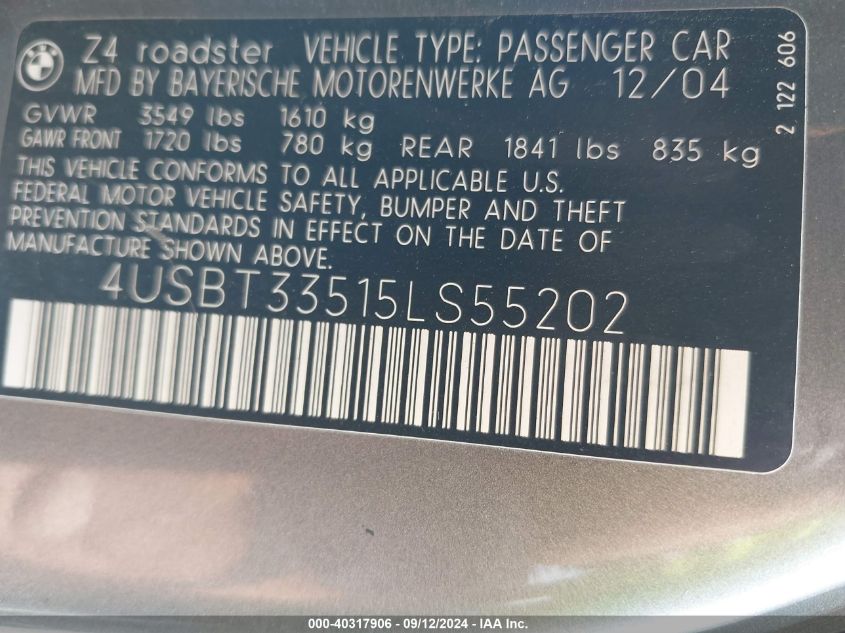 BMW
Z4 roadster VEHICLE TYPE: PASSENGER CAR
MFD BY BAYERISCHE MOTORENWERKE AG 12/04
GVWR 3549 lbs 1610 kg
GAWR FRONT 1720 lbs 780 kg REAR 1841 lbs 835 kg
THIS VEHICLE CONFORMS TO ALL APPLICABLE U.S.
FEDERAL MOTOR VEHICLE SAFETY, BUMPER AND THEFT
PREVENTION STANDARDS IN EFFECT ON THE DATE OF
MANUFACTURE SHOWN ABOVE.
4USBT33515LS55202
2 122 606
000-40317906 - 09/12/2024 - IAA Inc.